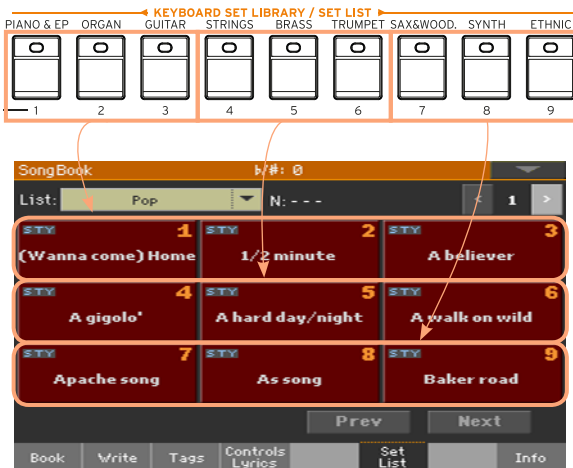 KEYBOARD SET LIBRARY / SET LIST
PIANO & EP ORGAN GUITAR STRINGS BRASS TRUMPET SAX&WOOD. SYNTH ETHNIC
1 2 3 4 5 6 7 8 9
SongBook ♭/#: 0
List: Pop N:--- < 1 >
STY 1 STY 2 STY 3
(Wanna come) Home 1/2 minute A believer
STY 4 STY 5 STY 6
A gigolo' A hard day/night A walk on wild
STY 7 STY 8 STY 9
Apache song As song Baker road
Prev Next
Book Write Tags Controls Lyrics Set List Info